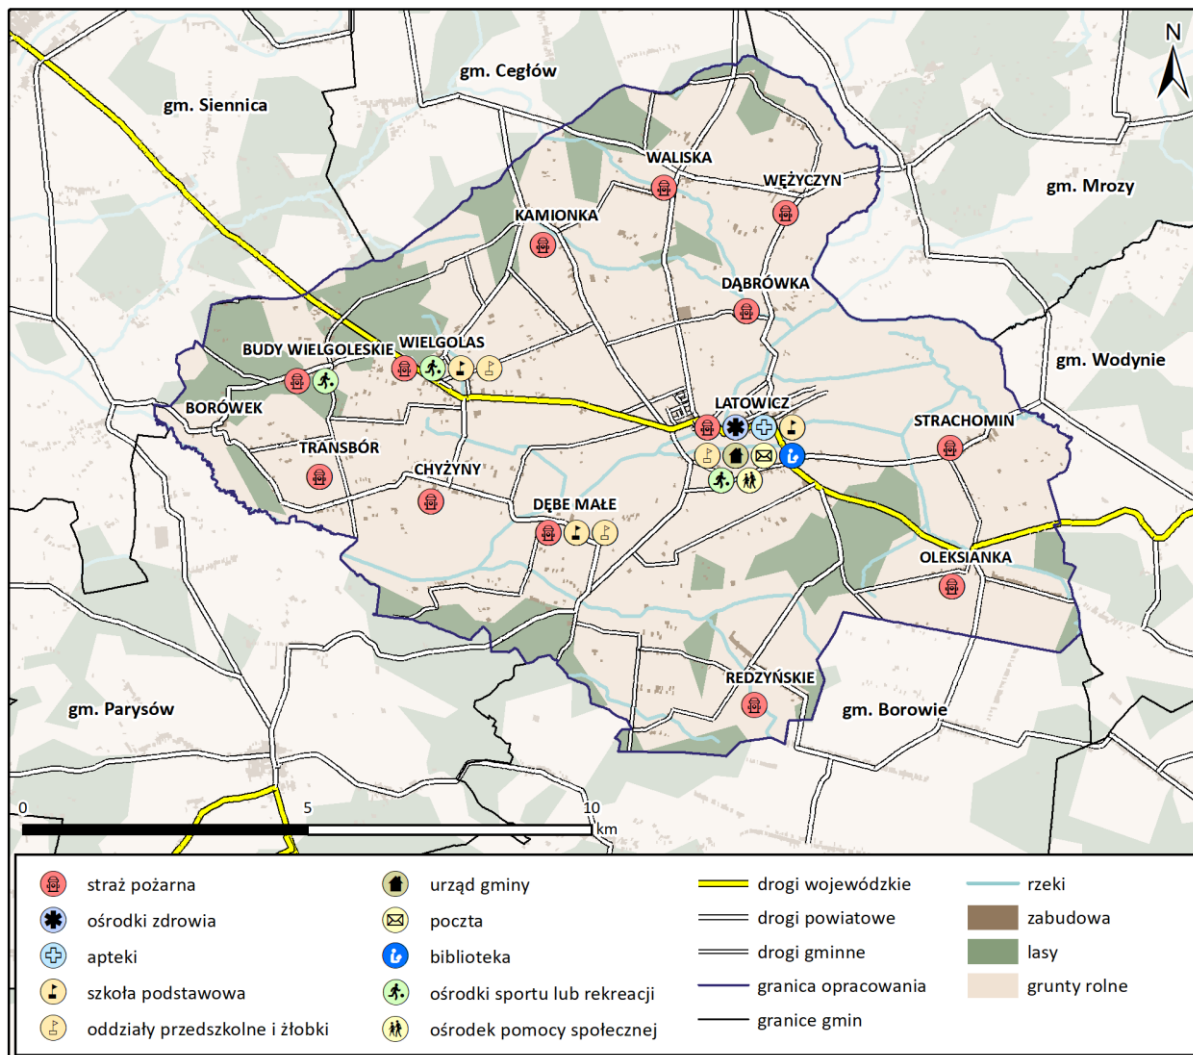 N
gm. Cegłów
gm. Siennica
WALISKA
WĘŻYCZYN
gm. Mrozy
KAMIONKA
DĄBRÓWKA
WIELGOLAS
BUDY WIELGOLESKIE
gm. Wodynie
BORÓWEK
LATOWICZ
STRACHOMIN
TRANSBÓR
CHYŻYNY
DĘBE MAŁE
OLEKSIANKA
REDZYŃSKIE
gm. Parysów
gm. Borowie
0 5 10
km
straż pożarna
ośrodki zdrowia
apteki
szkoła podstawowa
oddziały przedszkolne i żłobki
urząd gminy
poczta
biblioteka
ośrodki sportu lub rekreacji
ośrodek pomocy społecznej
drogi wojewódzkie
drogi powiatowe
drogi gminne
granica opracowania
granice gmin
rzeki
zabudowa
lasy
grunty rolne